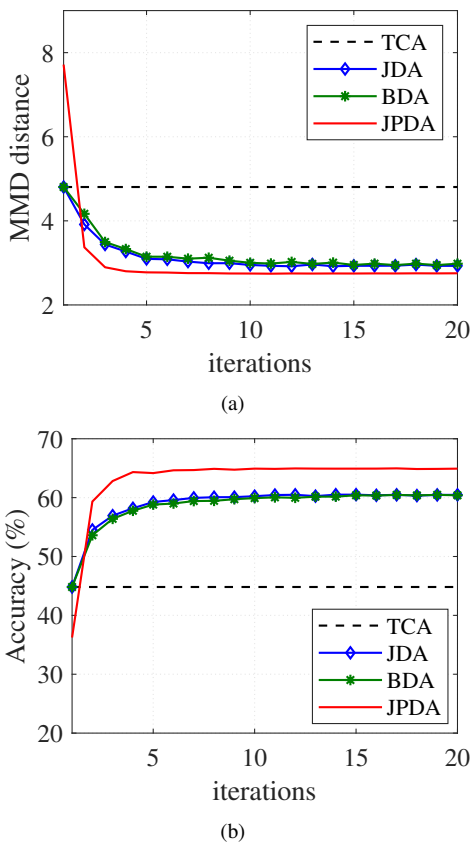 8
6
4
2
MMD distance
TCA
JDA
BDA
JPDA
5
10
15
20
iterations
(a)
70
60
50
40
30
20
Accuracy (%)
TCA
JDA
BDA
JPDA
5
10
15
20
iterations
(b)